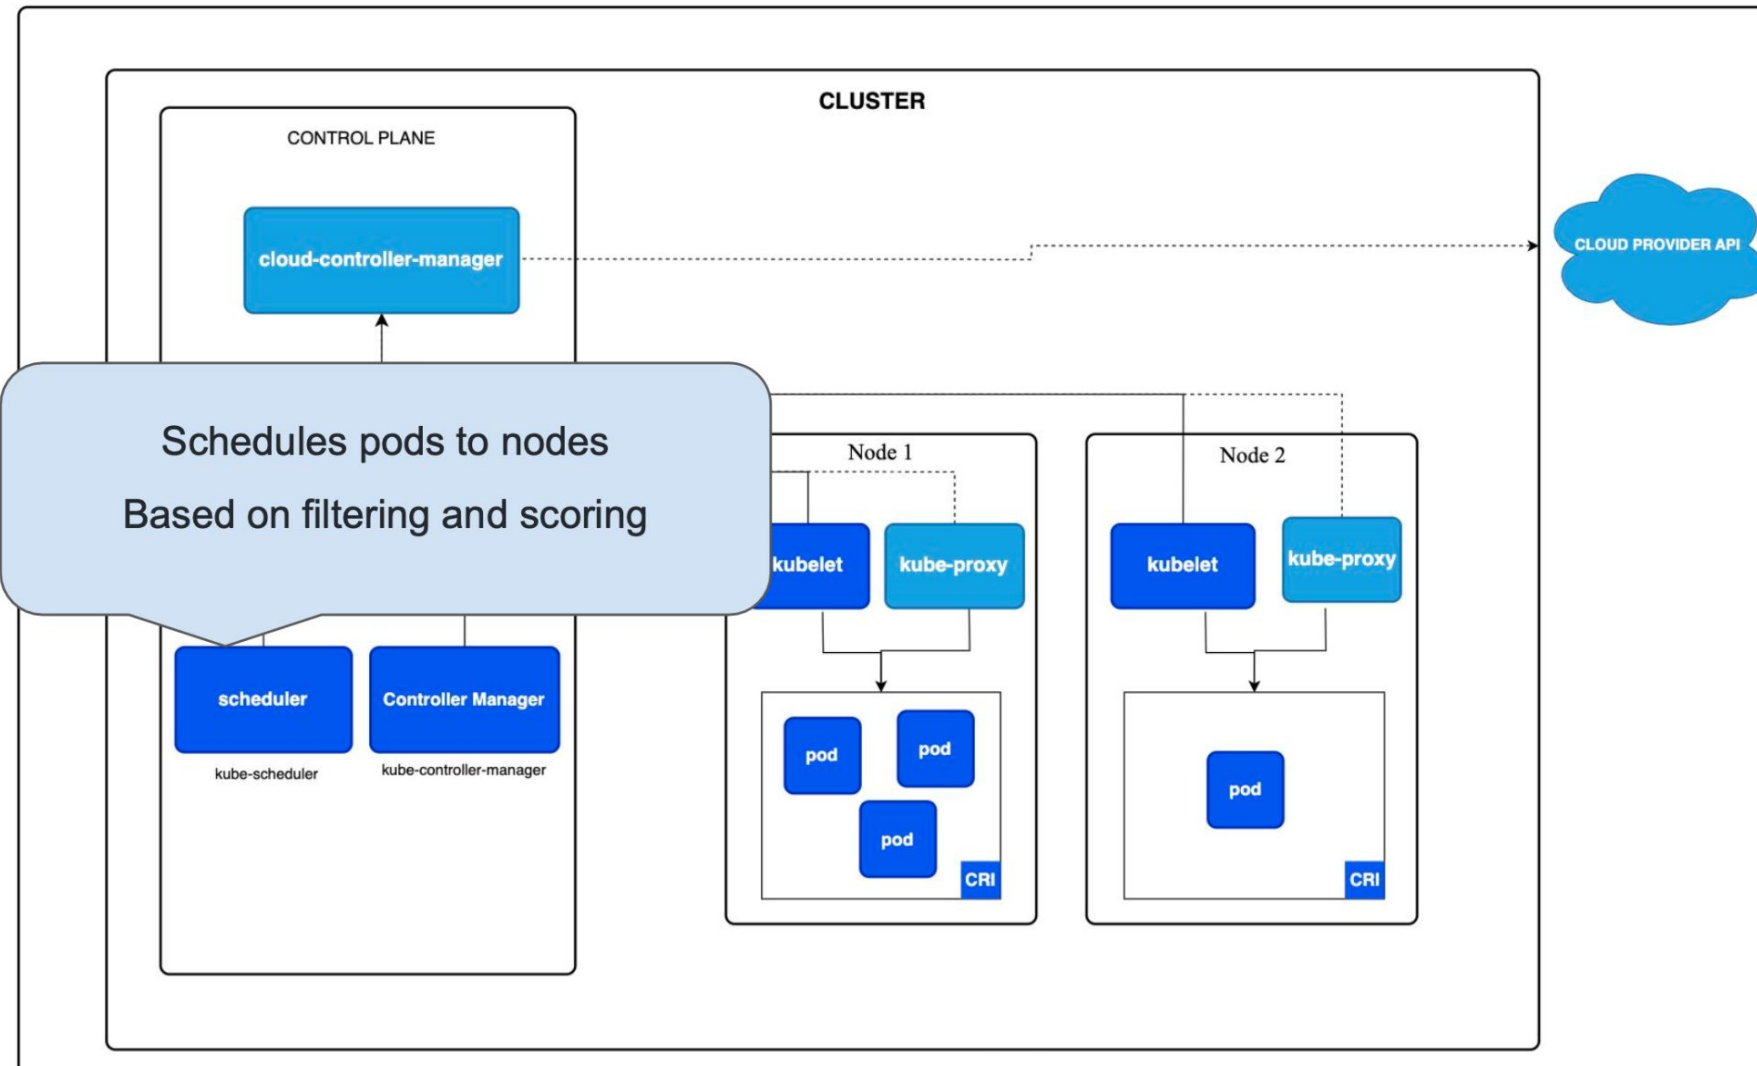 CLUSTER
CONTROL PLANE
cloud-controller-manager
CLOUD PROVIDER API
Schedules pods to nodes
Based on filtering and scoring
Node 1
Node 2
kubelet
kube-proxy
kubelet
kube-proxy
scheduler
Controller Manager
kube-scheduler
kube-controller-manager
pod
pod
pod
CRI
pod
CRI